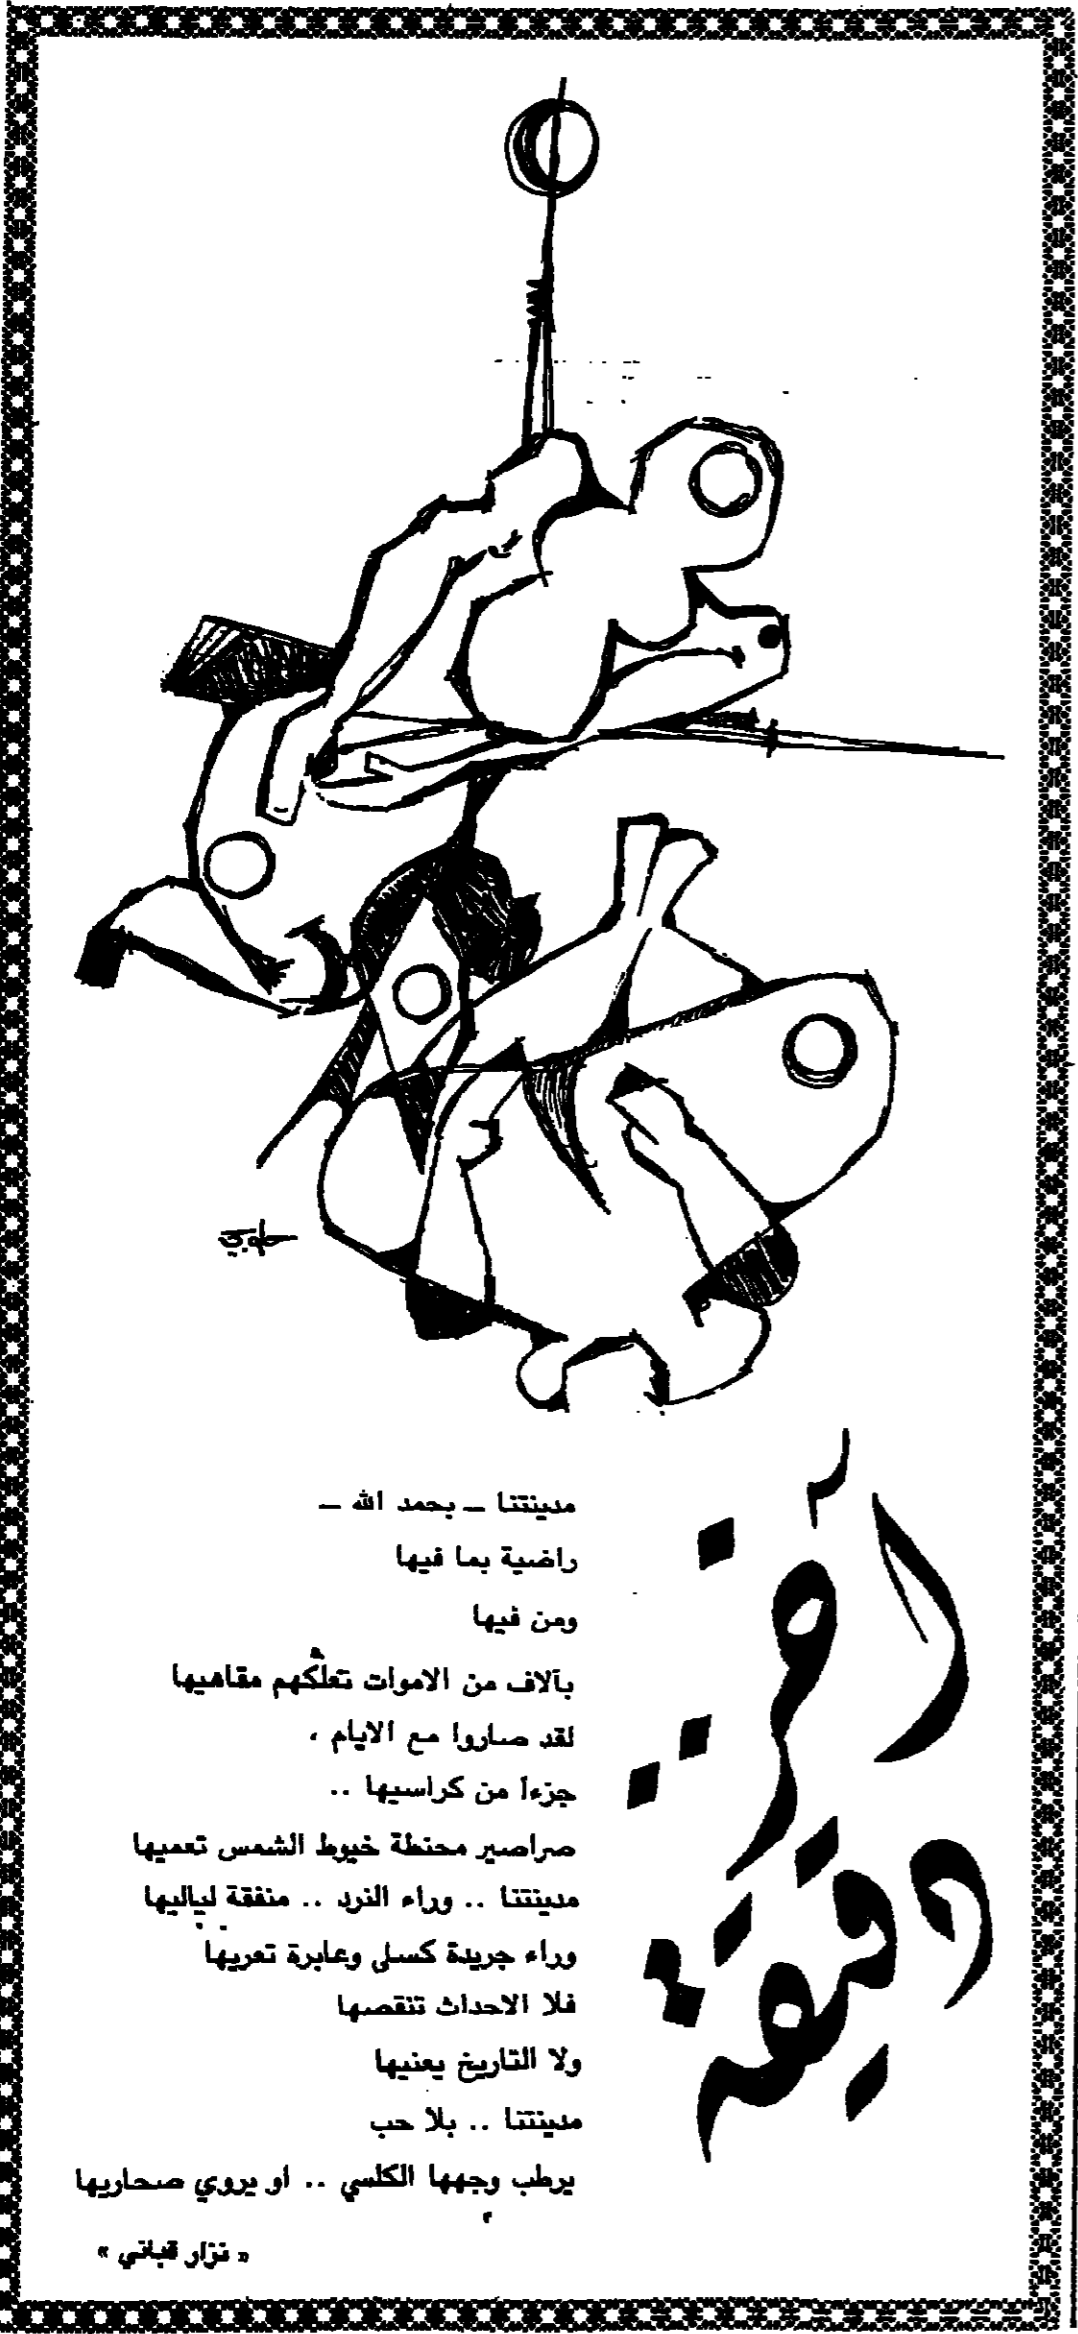 آخر
دقيقة
مدينتنا ــ بحمد الله ــ
راضية بما فيها
ومن فيها
بآلاف من الاموات تعلكهم مقاهيها
لقد صاروا مع الايام ،
جزءاً من كراسيها ..
صراصير محنطة خيوط الشمس تعميها
مدينتنا .. وراء النرد .. منفقة لياليها
وراء جريدة كسلى وعابرة تعريها
فلا الاحداث تنقصها
ولا التاريخ يعنيها
مدينتنا .. بلا حب
يرطب وجهها الكلسي .. او يروي صحاريها
« نزار قباني »